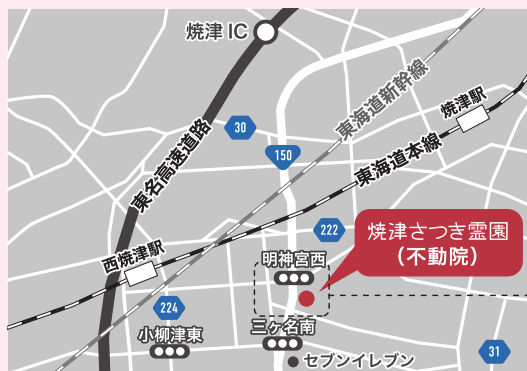 焼津 IC
東海道新幹線
焼津駅
30
150
東名高速道路
東海道本線
222
焼津さつき霊園
(不動院)
西焼津駅
明神宮西
224
小柳津東
三ケ名南
セブンイレブン
31